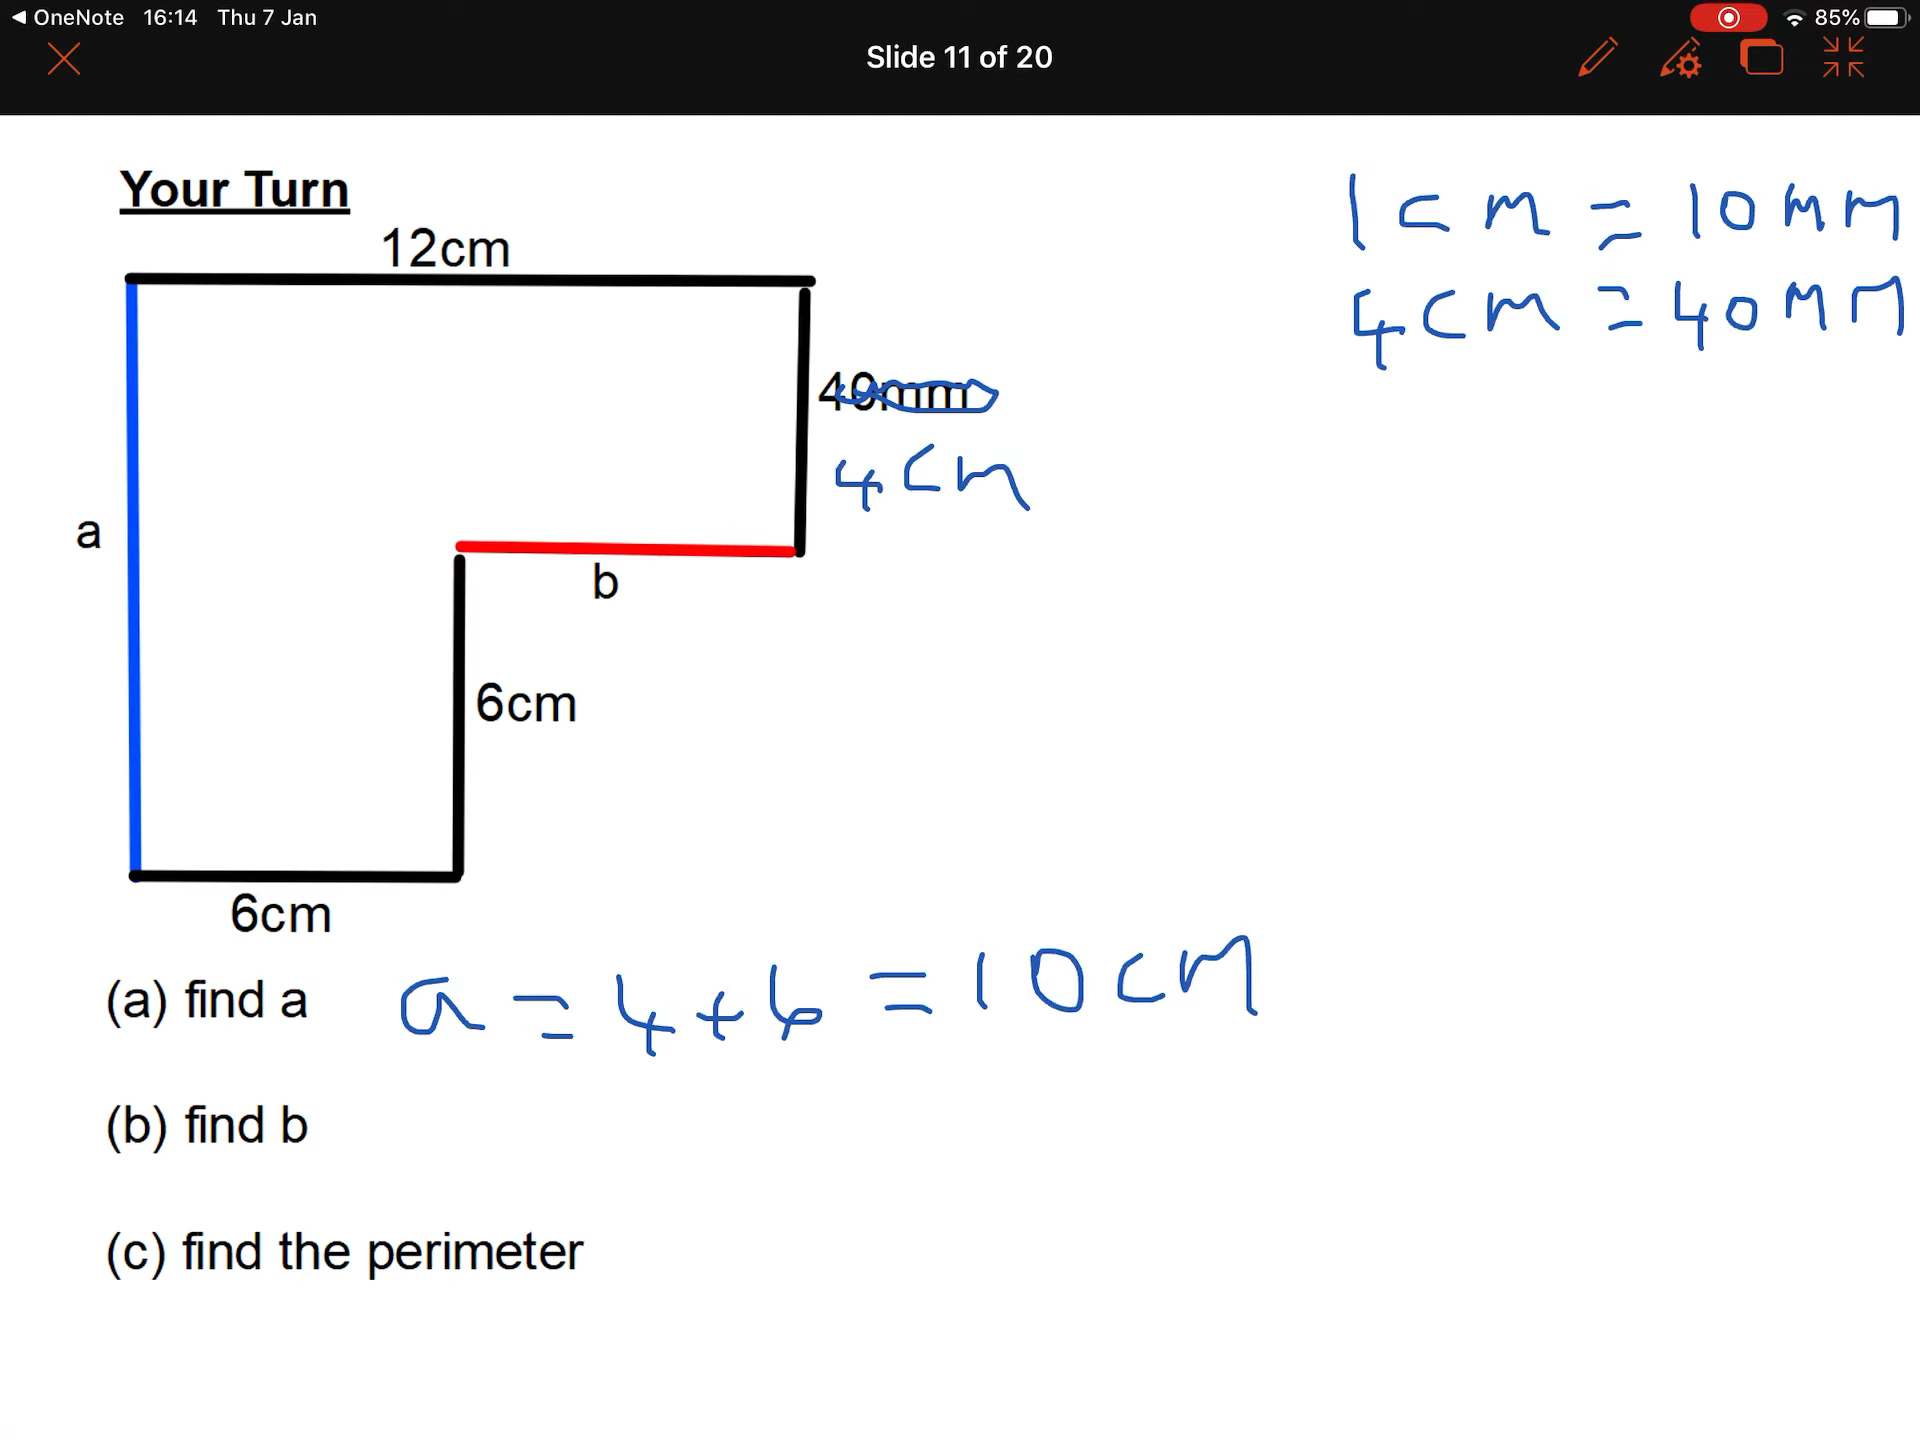 OneNote 16:14 Thu 7 Jan
85%
Slide 11 of 20
Your Turn
12cm
1cm = 10mm
4cm = 40mm
40mm
4cm
a
b
6cm
6cm
(a) find a a = 4 + 6 = 10cm
(b) find b
(c) find the perimeter